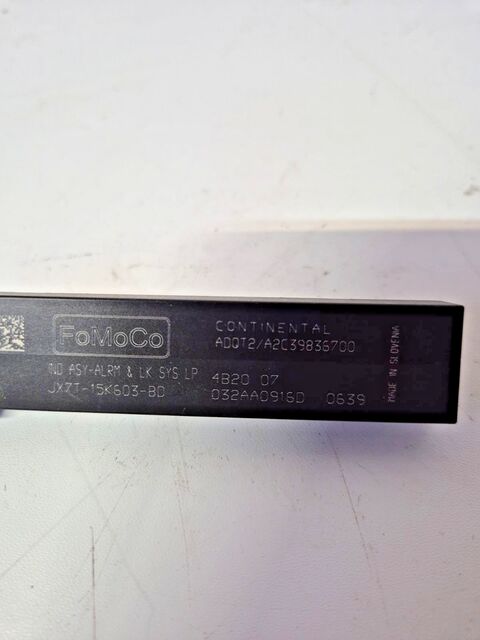 FoMoCo
CONTINENTAL
ADQT2/A2C39836700
IND ASY-ALRM & LK SYS LP
4B20 07
JX7T-15K603-BD
032AA0916D 0639
MADE IN SLOVENIA